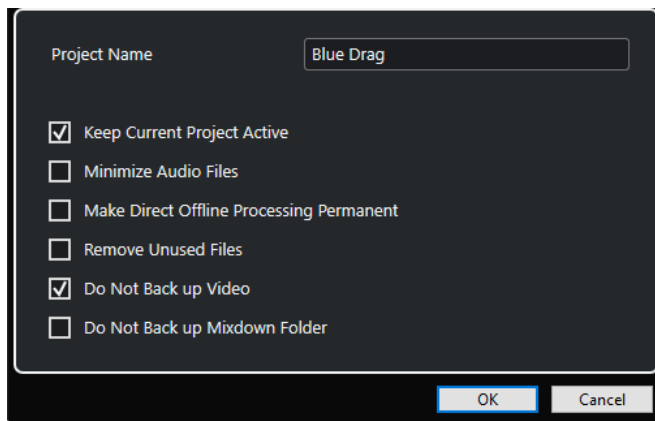 Project Name
Blue Drag
Keep Current Project Active
Minimize Audio Files
Make Direct Offline Processing Permanent
Remove Unused Files
Do Not Back up Video
Do Not Back up Mixdown Folder
OK
Cancel